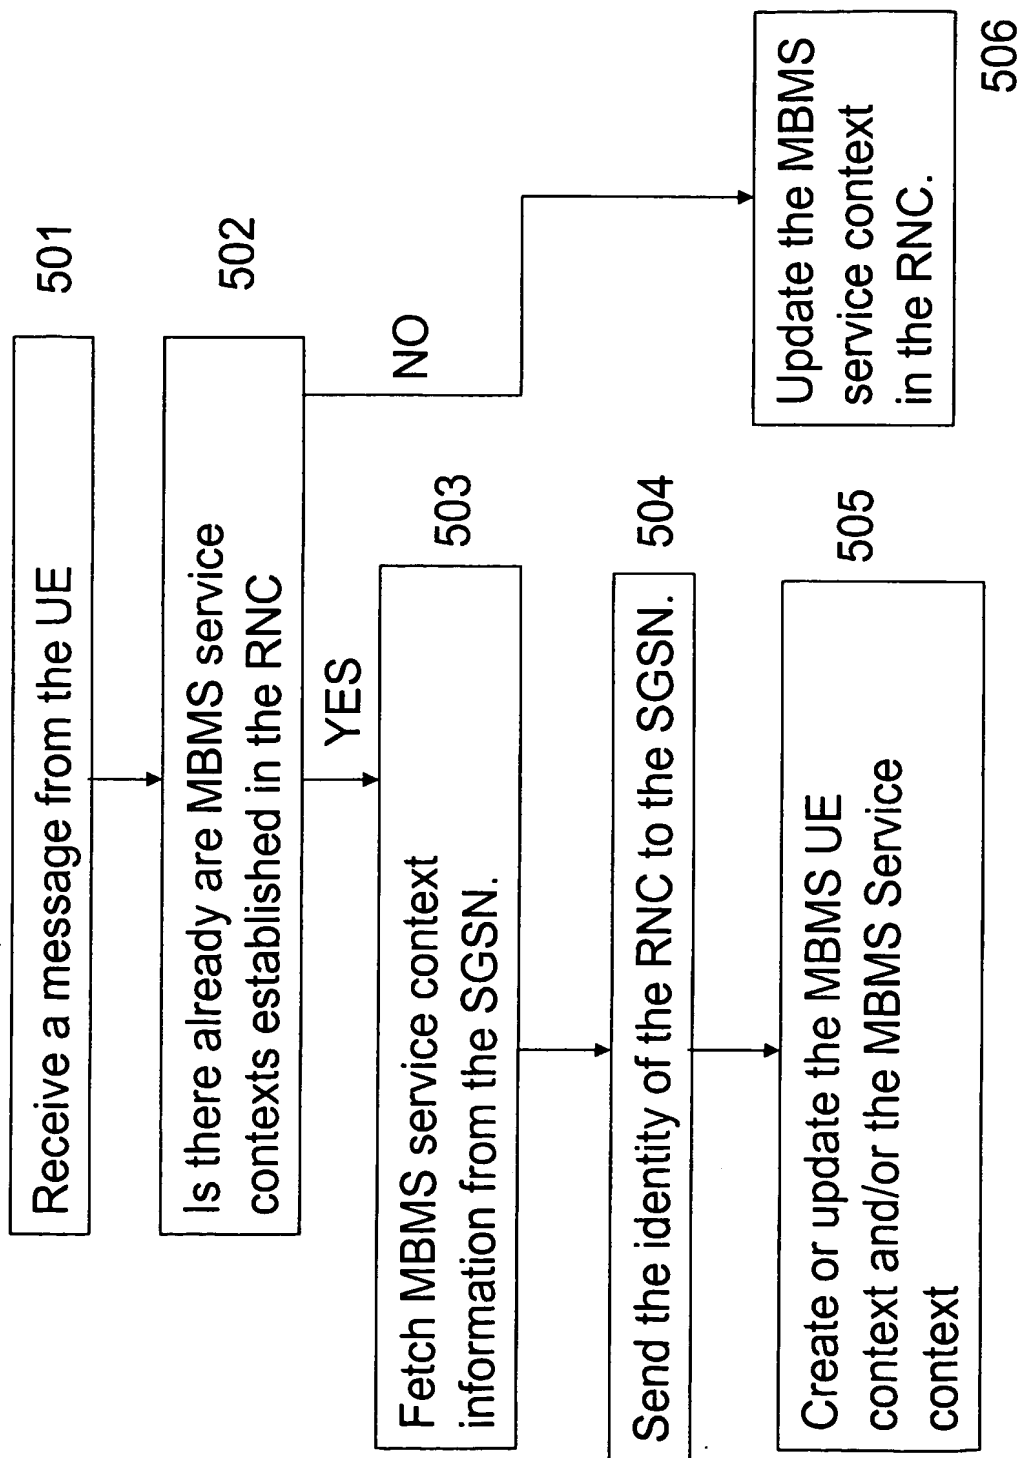 Receive a message from the UE
501
Is there already are MBMS service
contexts established in the RNC
502
YES
NO
Fetch MBMS service context
information from the SGSN.
503
Send the identity of the RNC to the SGSN.
504
Create or update the MBMS UE
context and/or the MBMS Service
context
505
Update the MBMS
service context
in the RNC.
506